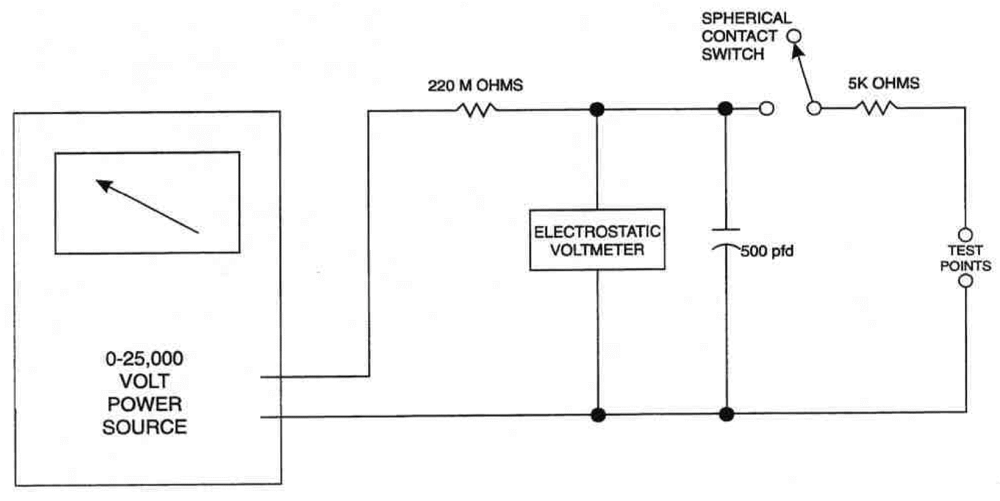 SPHERICAL
CONTACT
SWITCH
220 M OHMS
5K OHMS
ELECTROSTATIC
VOLTMETER
500 pfd
TEST
POINTS
0-25,000
VOLT
POWER
SOURCE